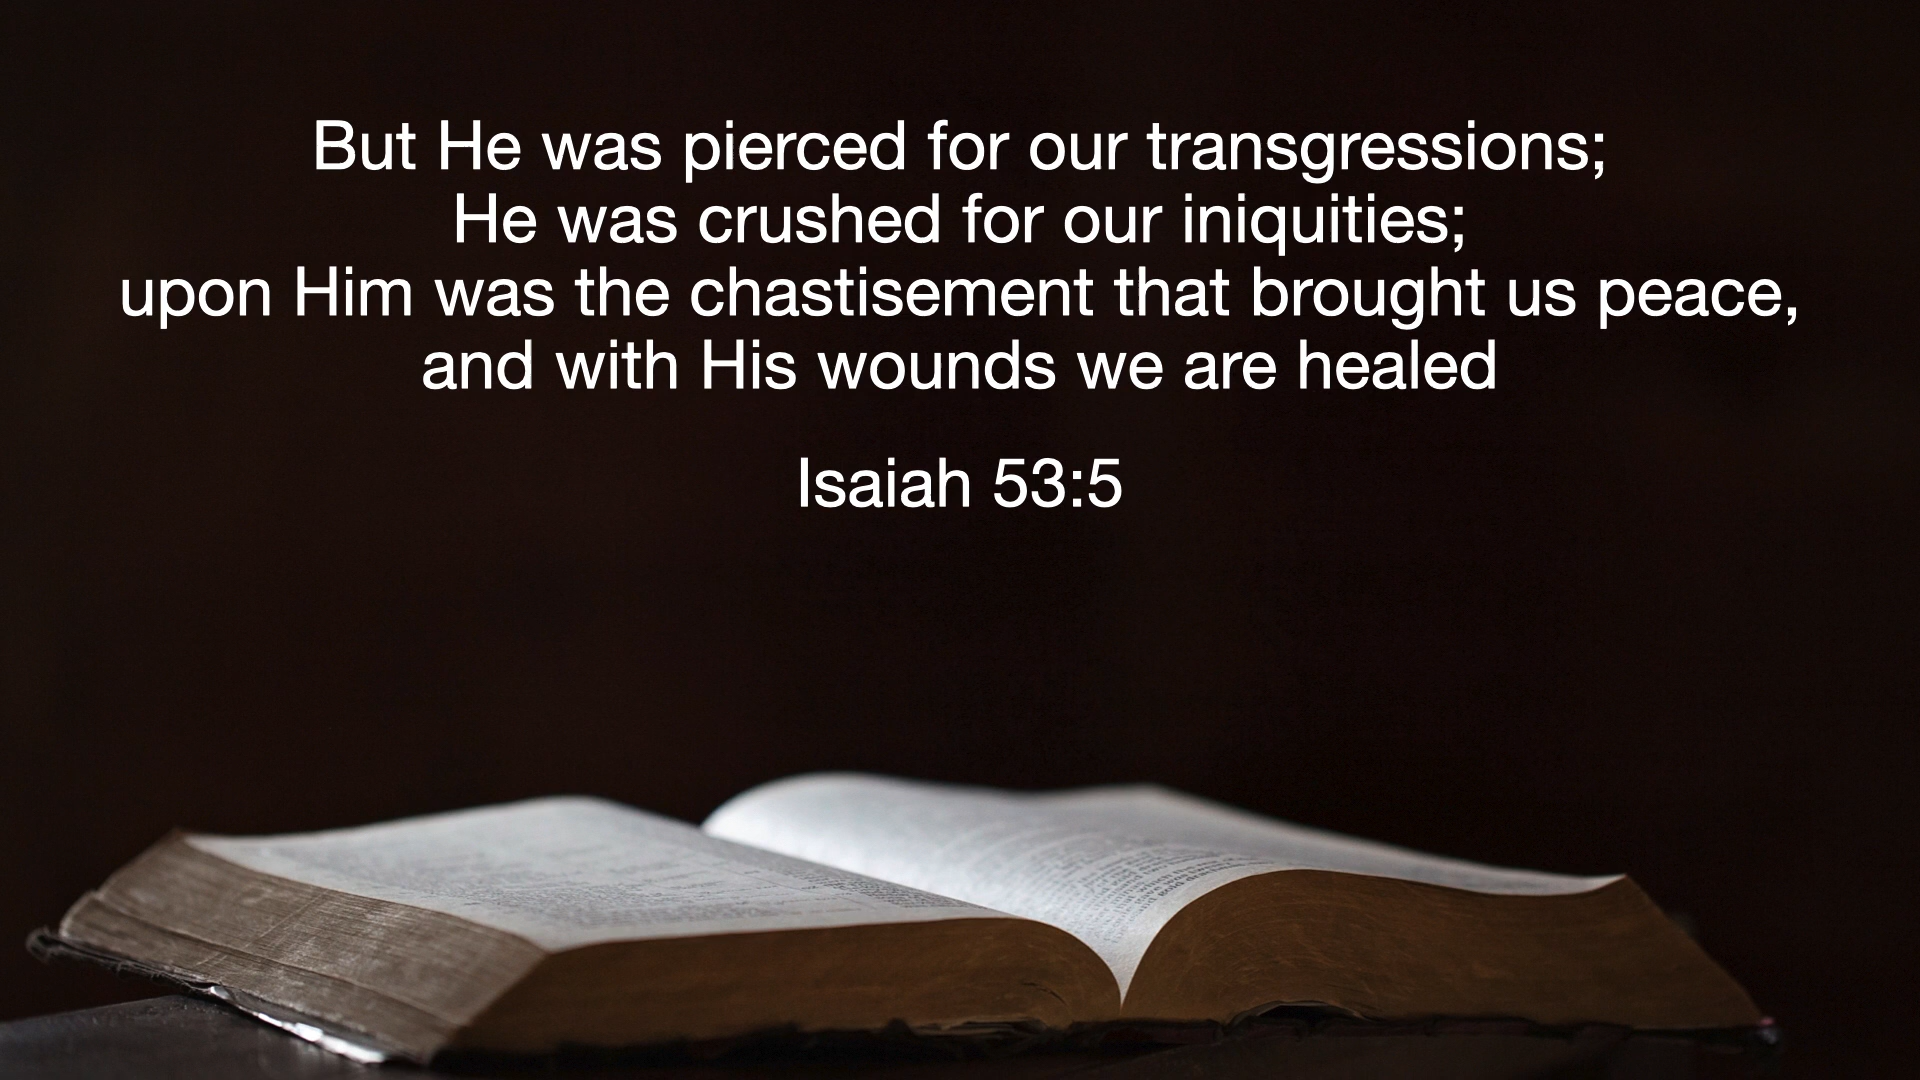 But He was pierced for our transgressions;
He was crushed for our iniquities;
upon Him was the chastisement that brought us peace,
and with His wounds we are healed
Isaiah 53:5